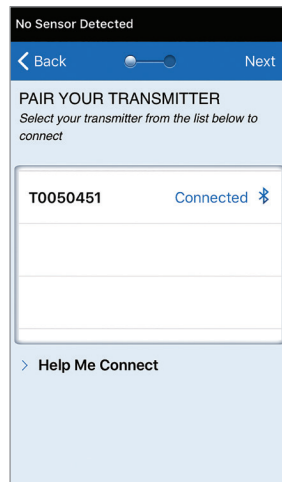 No Sensor Detected
Back Next
PAIR YOUR TRANSMITTER
Select your transmitter from the list below to
connect
T0050451 Connected
Help Me Connect